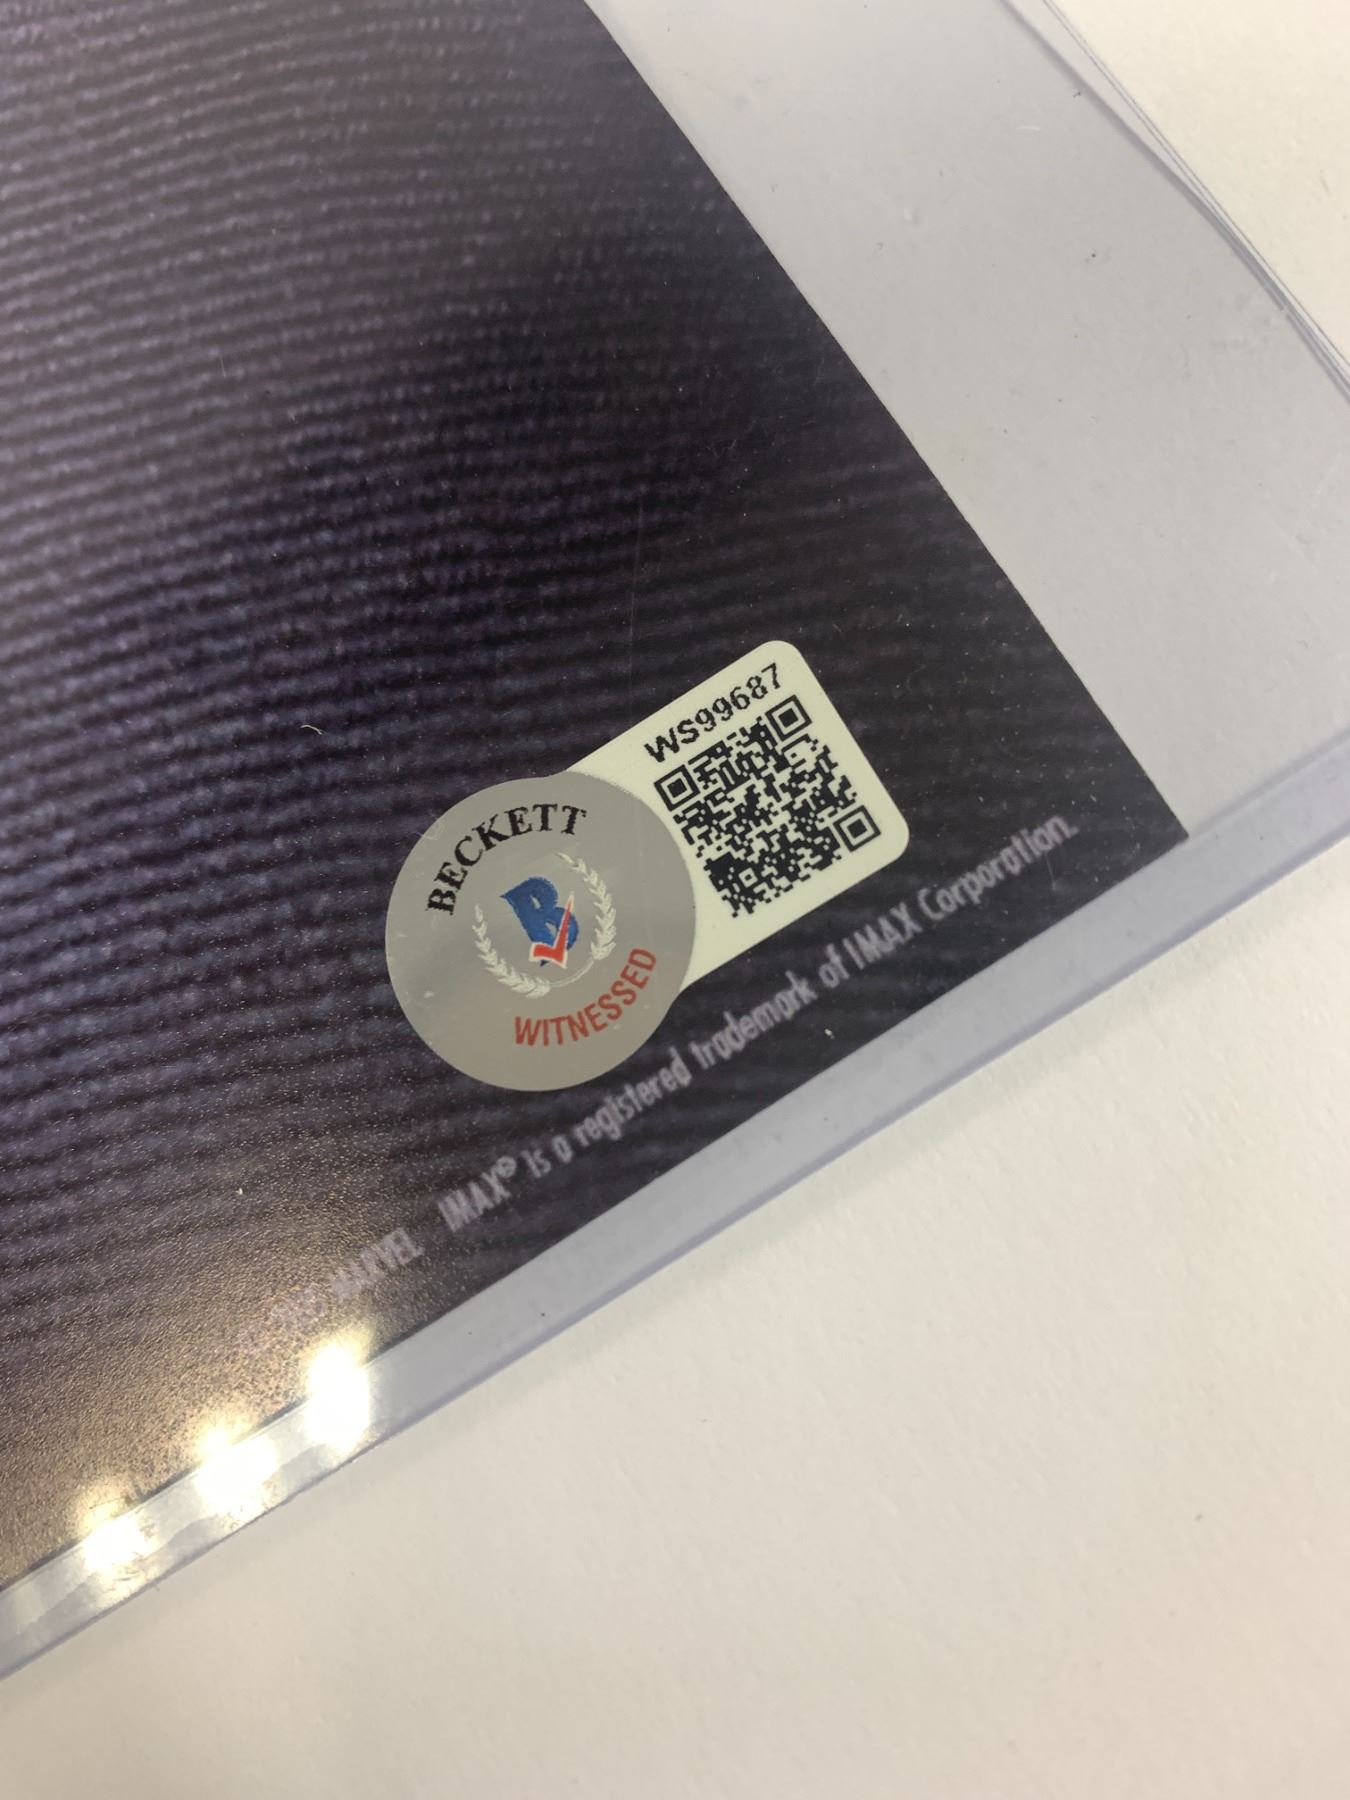 WS99687
BECKETT
B
WITNESSED
MARVEL IMAX® is a registered trademark of IMAX Corporation.